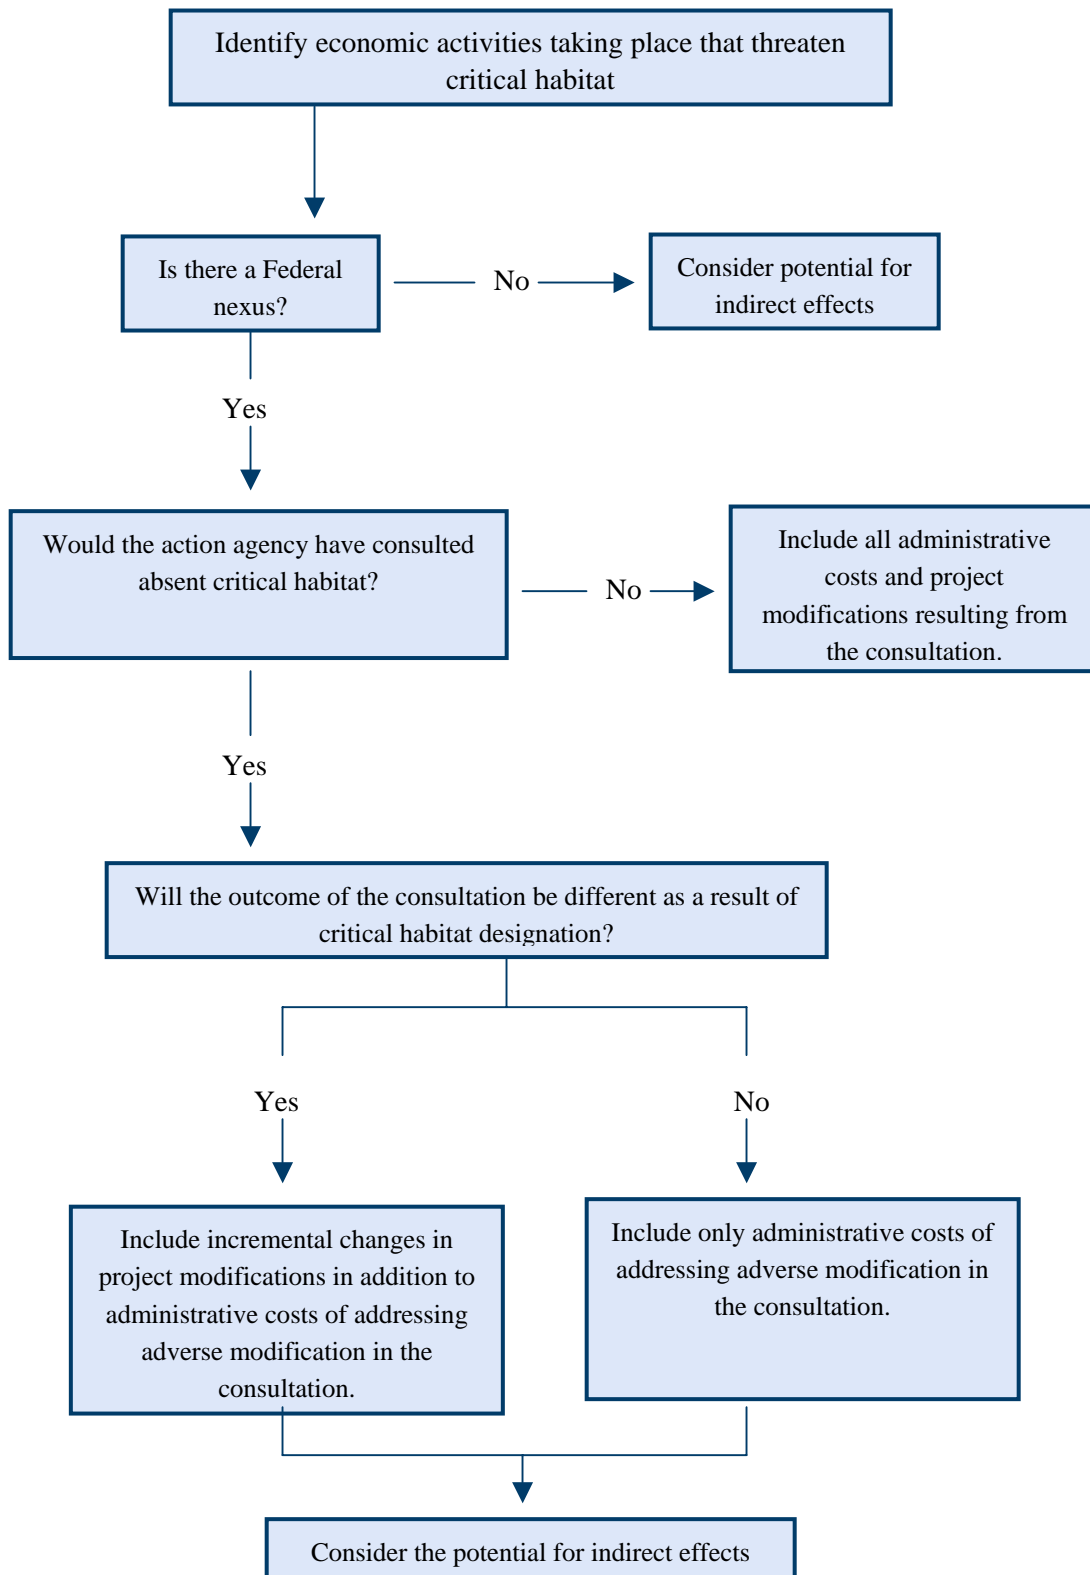 Identify economic activities taking place that threaten
critical habitat
Is there a Federal
nexus?
No
Consider potential for
indirect effects
Yes
Would the action agency have consulted
absent critical habitat?
No
Include all administrative
costs and project
modifications resulting from
the consultation.
Yes
Will the outcome of the consultation be different as a result of
critical habitat designation?
Yes
No
Include incremental changes in
project modifications in addition to
administrative costs of addressing
adverse modification in the
consultation.
Include only administrative costs of
addressing adverse modification in
the consultation.
Consider the potential for indirect effects